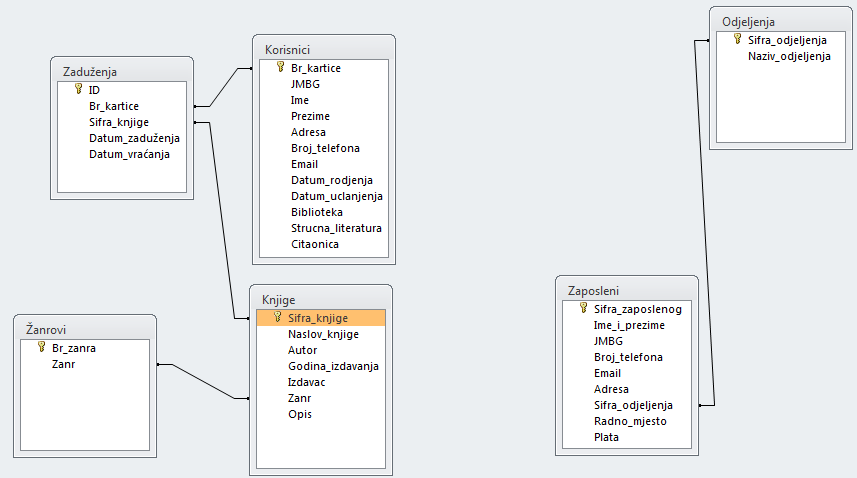 Zaduženja
ID
Br_kartice
Sifra_knjige
Datum_zaduženja
Datum_vraćanja
Korisnici
Br_kartice
JMBG
Ime
Prezime
Adresa
Broj_telefona
Email
Datum_rodjenja
Datum_uclanjenja
Biblioteka
Strucna_literatura
Citaonica
Odjeljenja
Sifra_odjeljenja
Naziv_odjeljenja
Žanrovi
Br_zanra
Zanr
Knjige
Sifra_knjige
Naslov_knjige
Autor
Godina_izdavanja
Izdavac
Zanr
Opis
Zaposleni
Sifra_zaposlenog
Ime_i_prezime
JMBG
Broj_telefona
Email
Adresa
Sifra_odjeljenja
Radno_mjesto
Plata